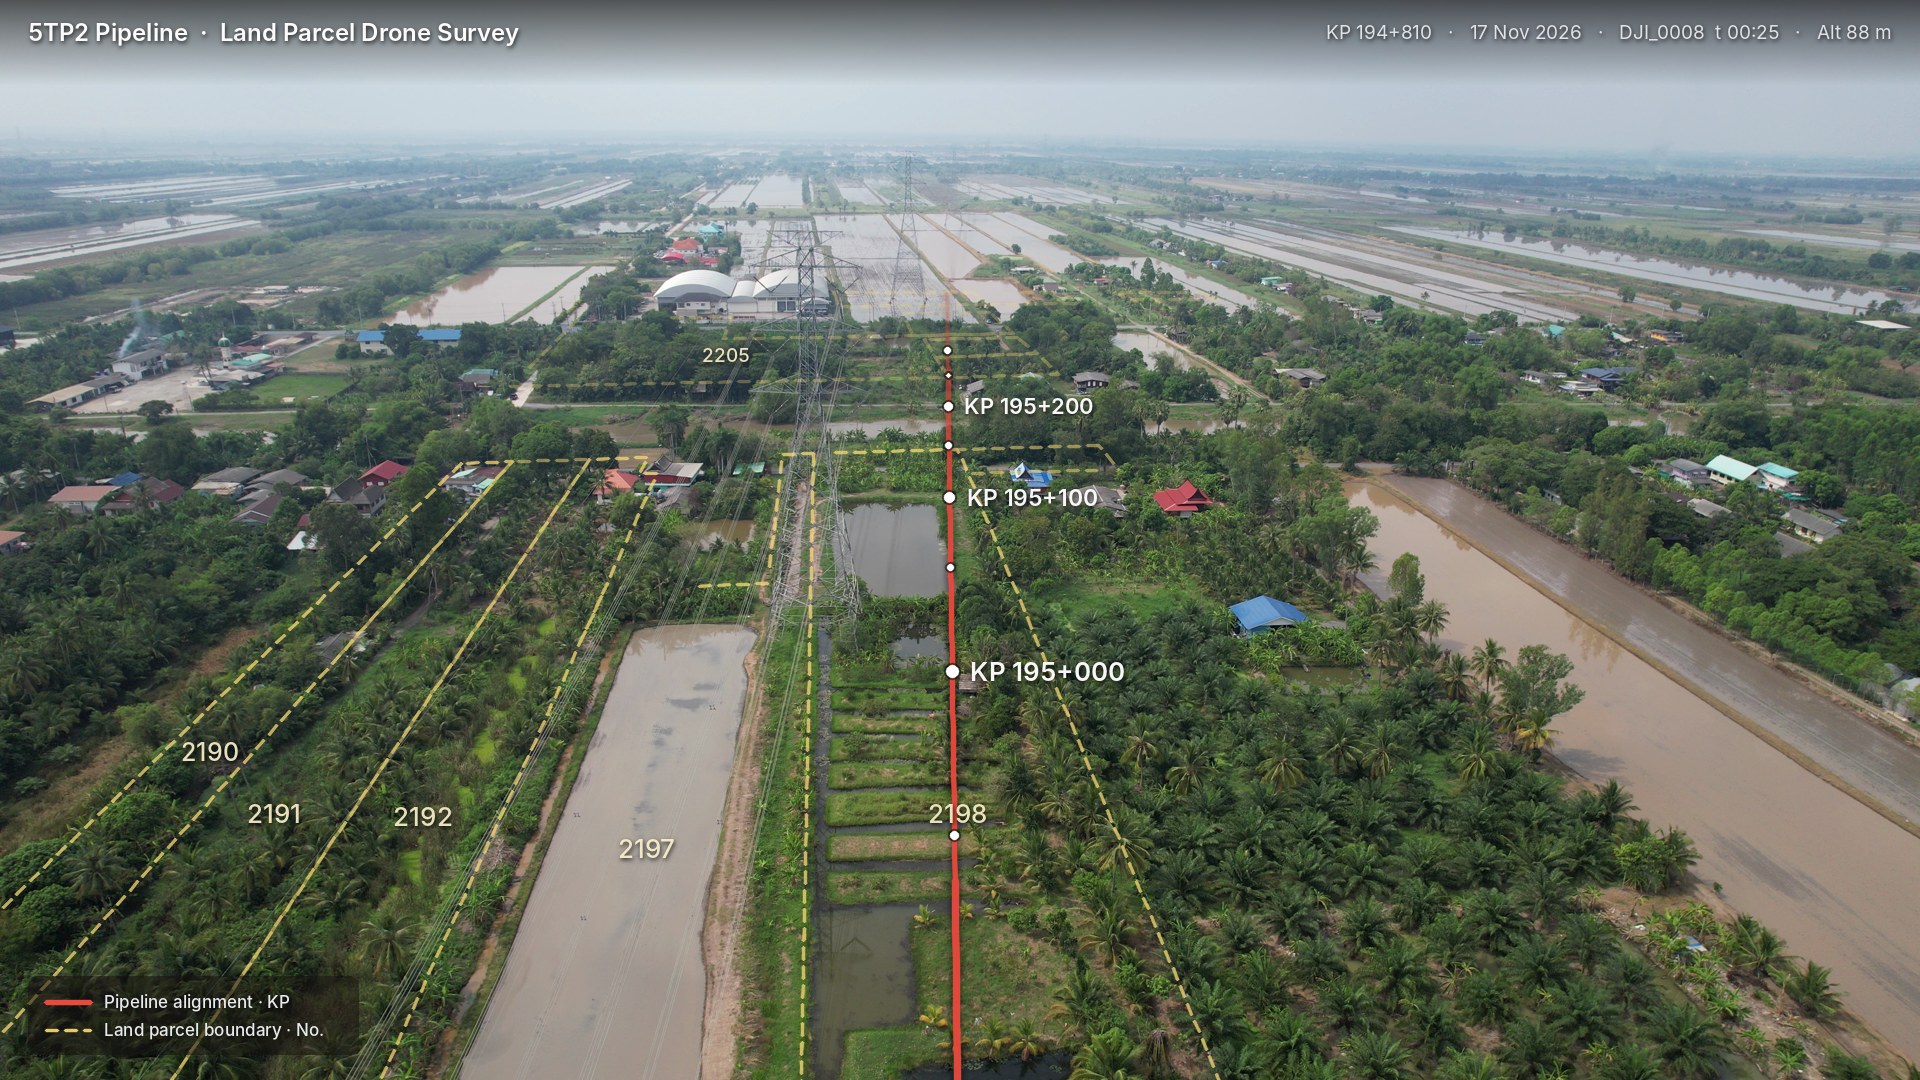 5TP2 Pipeline · Land Parcel Drone Survey
KP 194+810 · 17 Nov 2026 · DJI_0008 t 00:25 · Alt 88 m
2205
KP 195+200
KP 195+100
KP 195+000
2190
2191
2192
2198
2197
Pipeline alignment · KP
Land parcel boundary · No.